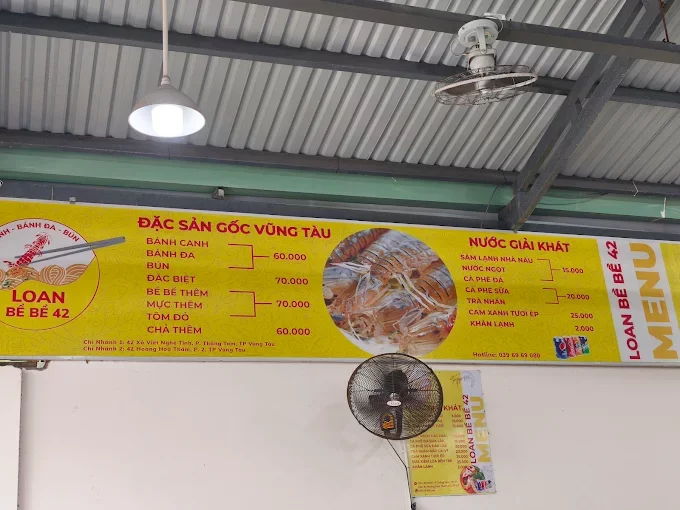 NH - BÁNH ĐA - BÚN
LOAN
BỀ BỀ 42
ĐẶC SẢN GỐC VŨNG TÀU
BÁNH CANH
BÁNH ĐA
BÚN
60.000
ĐẶC BIỆT 70.000
BỀ BỀ THÊM
MỰC THÊM
TÔM ĐỎ
70.000
CHẢ THÊM 60.000
Chi Nhánh 1: 42 Xô Viết Nghệ Tĩnh, P. Thắng Tam, TP Vũng Tàu.
Chi Nhánh 2: 42 Hoàng Hoa Thám, P. 2, TP Vũng Tàu.
NƯỚC GIẢI KHÁT
SÂM LẠNH NHÀ NẤU
NƯỚC NGỌT
15.000
CÀ PHÊ ĐÁ
CÀ PHÊ SỮA
TRÀ NHÃN
20.000
CAM XANH TƯƠI ÉP 25.000
KHĂN LẠNH 2.000
Hotline: 039 69 69 080
LOAN BỀ BỀ 42
MENU
KHÁT
LOAN BỀ BỀ 42
MENU